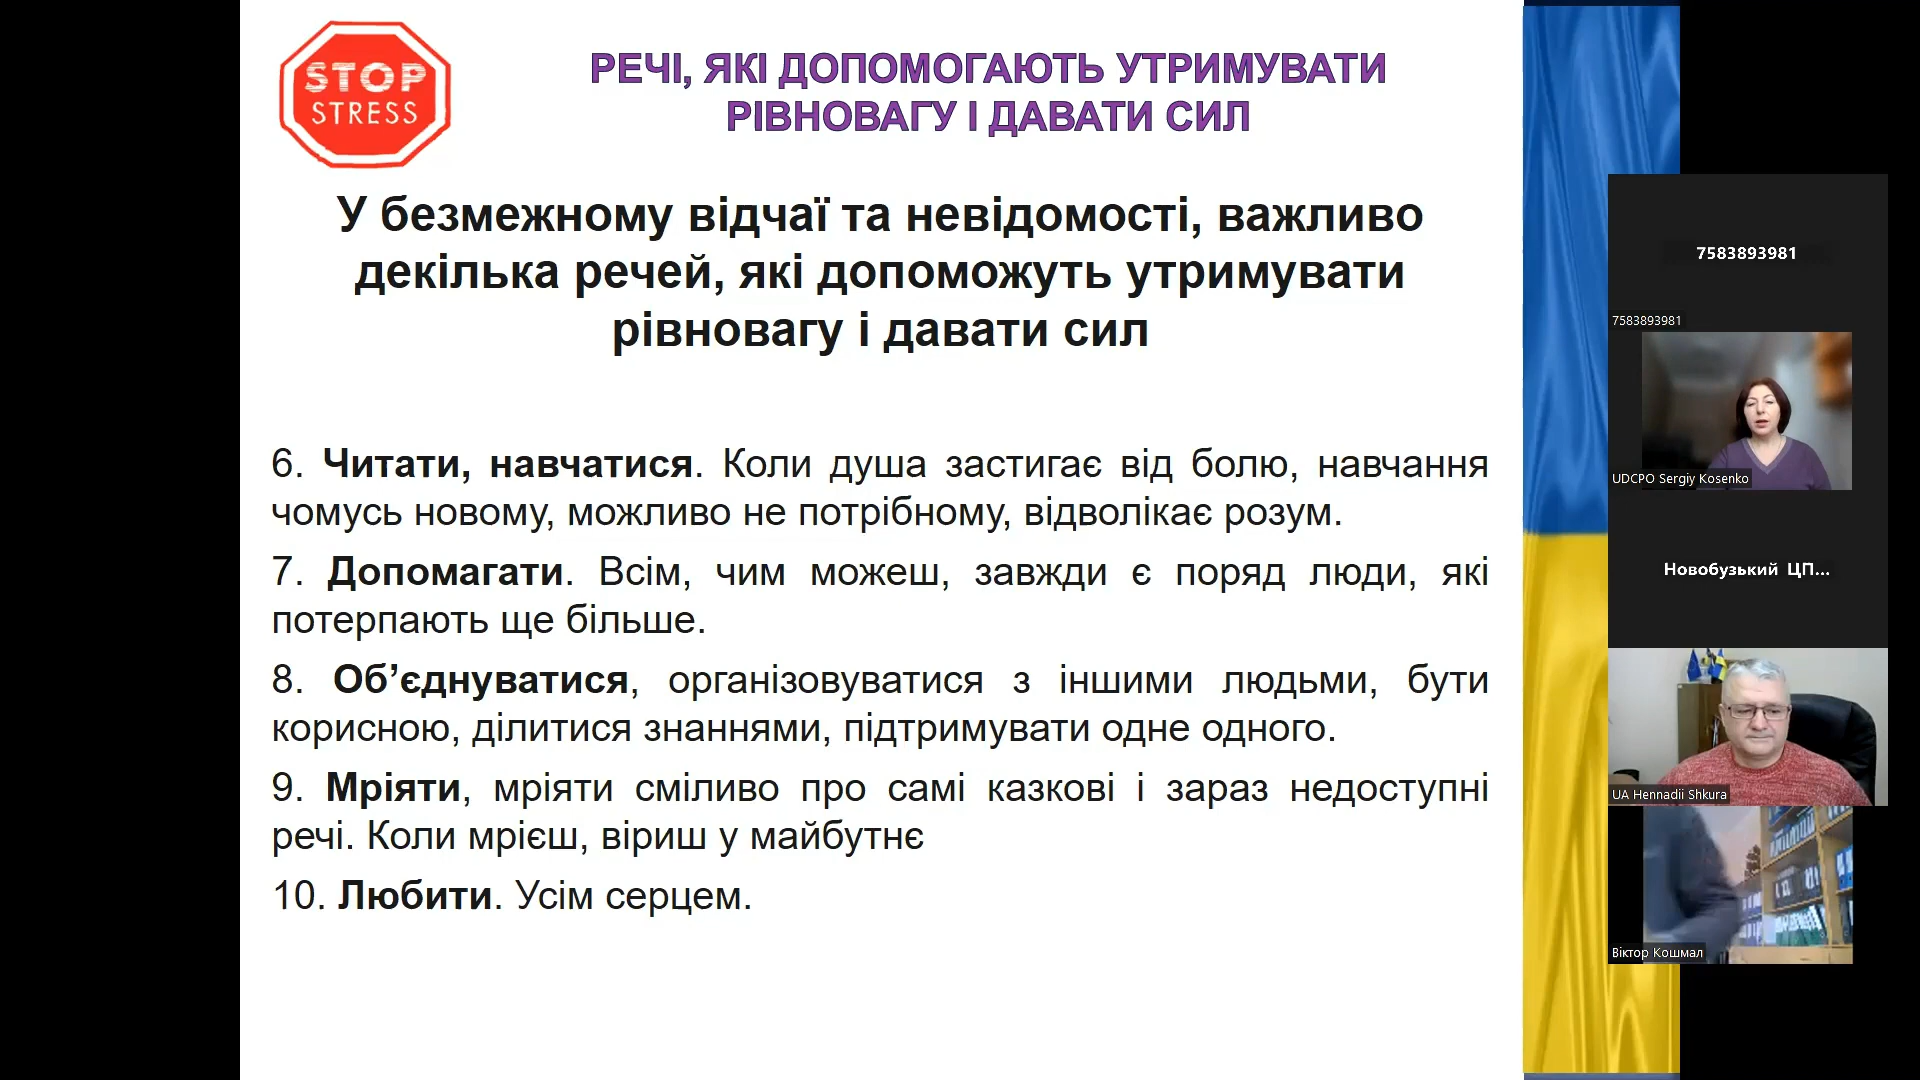 STOP
STRESS
РЕЧІ, ЯКІ ДОПОМОГАЮТЬ УТРИМУВАТИ
РІВНОВАГУ І ДАВАТИ СИЛ
У безмежному відчаї та невідомості, важливо
декілька речей, які допоможуть утримувати
рівновагу і давати сил
6. Читати, навчатися. Коли душа застигає від болю, навчання
чомусь новому, можливо не потрібному, відволікає розум.
7. Допомагати. Всім, чим можеш, завжди є поряд люди, які
потерпають ще більше.
8. Об’єднуватися, організовуватися з іншими людьми, бути
корисною, ділитися знаннями, підтримувати одне одного.
9. Мріяти, мріяти сміливо про самі казкові і зараз недоступні
речі. Коли мрієш, віриш у майбутнє
10. Любити. Усім серцем.
7583893981
7583893981
UDCPO Sergiy Kosenko
Новобузький ЦП...
UA Hennadii Shkura
Віктор Кошмал